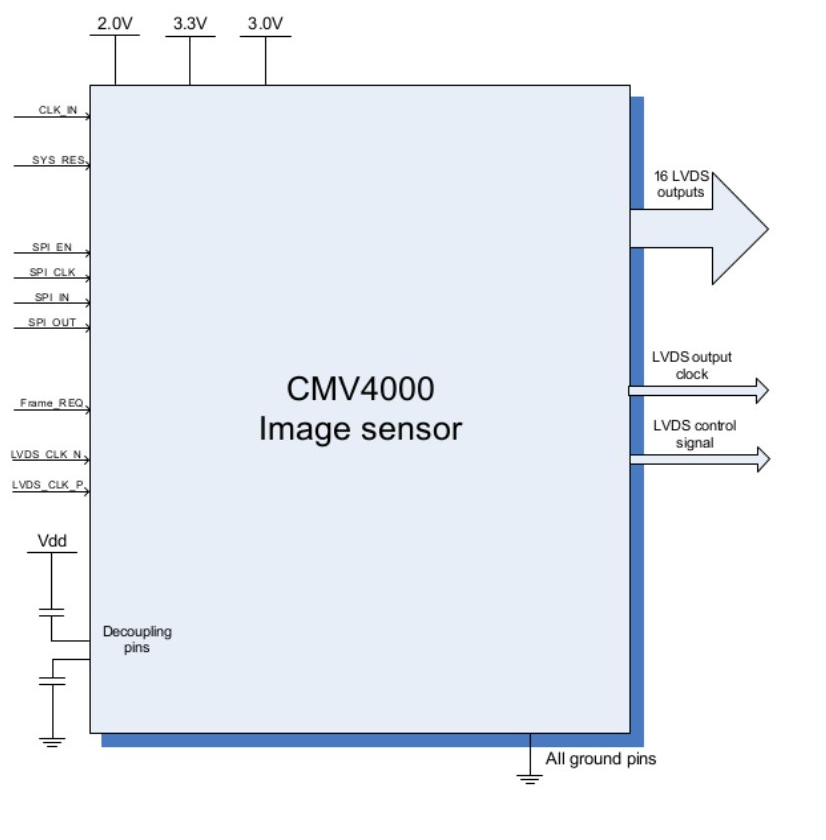 2.0V
3.3V
3.0V
CLK_IN
SYS_RES
SPI_EN
SPI_CLK
SPI_IN
SPI_OUT
Frame_REQ
LVDS_CLK_N
LVDS_CLK_P
Vdd
Decoupling
pins
CMV4000
Image sensor
16 LVDS
outputs
LVDS output
clock
LVDS control
signal
All ground pins